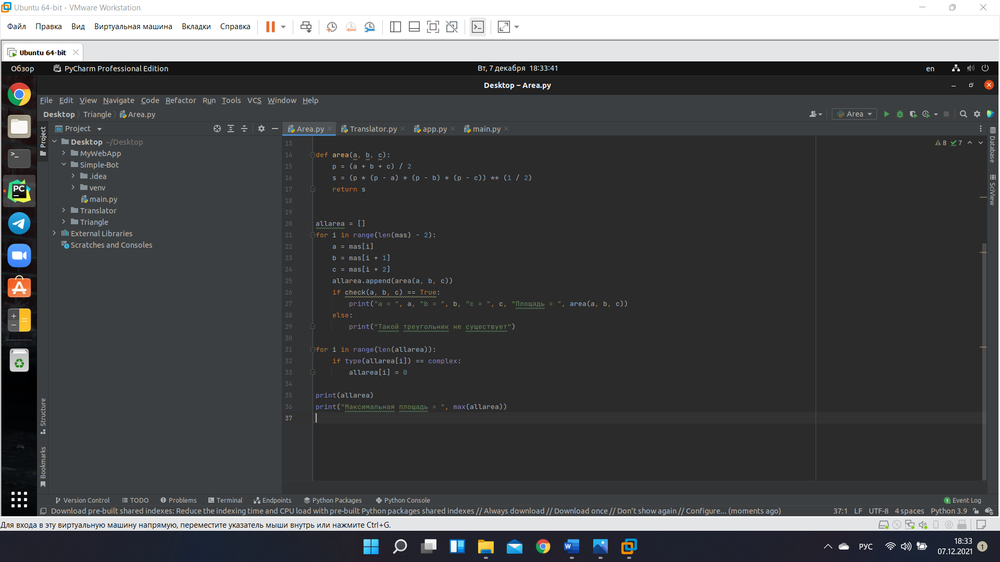 Ubuntu 64-bit - VMware Workstation
Файл Правка Вид Виртуальная машина Вкладки Справка
Ubuntu 64-bit
Обзор PyCharm Professional Edition Вт, 7 декабря 18:33:41 en
Desktop – Area.py
File Edit View Navigate Code Refactor Run Tools VCS Window Help
Desktop Triangle Area.py Area
Project Area.py Translator.py app.py main.py
Project
Desktop ~/Desktop
MyWebApp
Simple-Bot
.idea
venv
main.py
Translator
Triangle
External Libraries
Scratches and Consoles
8 7
13
14 def area(a, b, c):
15 p = (a + b + c) / 2
16 s = (p * (p - a) * (p - b) * (p - c)) ** (1 / 2)
17 return s
18
19
20 allarea = []
21 for i in range(len(mas) - 2):
22 a = mas[i]
23 b = mas[i + 1]
24 c = mas[i + 2]
25 allarea.append(area(a, b, c))
26 if check(a, b, c) == True:
27 print("a = ", a, "b = ", b, "c = ", c, "Площадь = ", area(a, b, c))
28 else:
29 print("Такой треугольник не существует")
30
31 for i in range(len(allarea)):
32 if type(allarea[i]) == complex:
33 allarea[i] = 0
34
35 print(allarea)
36 print("Максимальная площадь = ", max(allarea))
37
Database
SciView
Structure
Bookmarks
Version Control TODO Problems Terminal Endpoints Python Packages Python Console 1 Event Log
Download pre-built shared indexes: Reduce the indexing time and CPU load with pre-built Python packages shared indexes // Always download // Download once // Don't show again // Configure... (moments ago) 37:1 LF UTF-8 4 spaces Python 3.9
Для входа в эту виртуальную машину напрямую, переместите указатель мыши внутрь или нажмите Ctrl+G.
РУС 18:33
07.12.2021 1